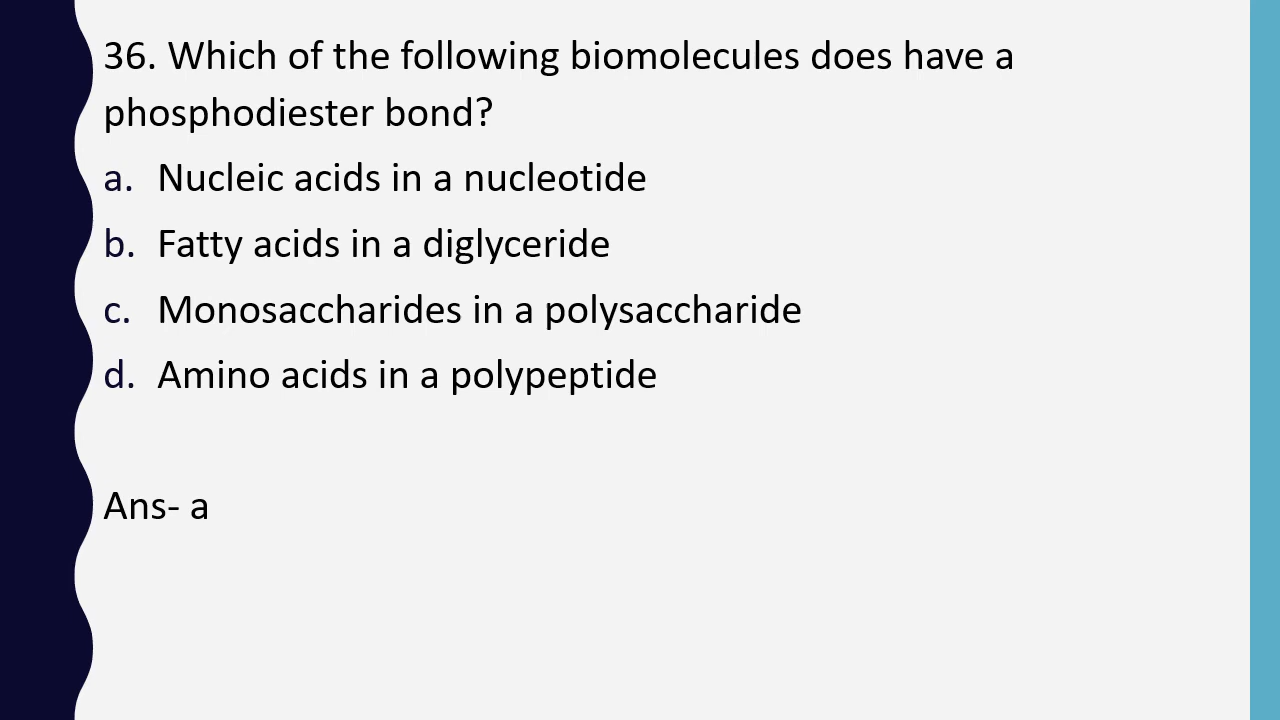 36. Which of the following biomolecules does have a
phosphodiester bond?
a. Nucleic acids in a nucleotide
b. Fatty acids in a diglyceride
c. Monosaccharides in a polysaccharide
d. Amino acids in a polypeptide
Ans- a